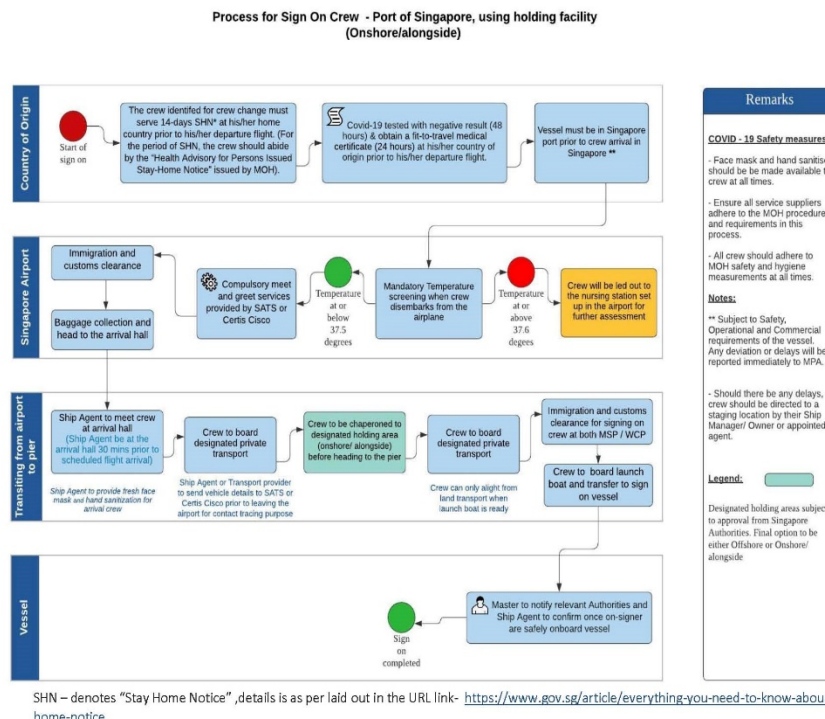 Process for Sign On Crew - Port of Singapore, using holding facility
(Onshore/alongside)
Country of Origin
Start of
sign on
The crew identifed for crew change must
serve 14-days SHN* at his/her home
country prior to his/her departure flight. (For
the period of SHN, the crew should abide
by the "Health Advisory for Persons Issued
Stay-Home Notice" issued by MOH).
Covid-19 tested with negative result (48
hours) & obtain a fit-to-travel medical
certificate (24 hours) at his/her country of
origin prior to his/her departure flight.
Vessel must be in Singapore
port prior to crew arrival in
Singapore **
Singapore Airport
Immigration and
customs clearance
Baggage collection and
head to the arrival hall
Compulsory meet
and greet services
provided by SATS or
Certis Cisco
Temperature
at or
below
37.5
degrees
Mandatory Temperature
screening when crew
disembarks from the
airplane
Temperature
at or
above
37.6
degrees
Crew will be led out to
the nursing station set
up in the airport for
further assessment
Transiting from airport
to pier
Ship Agent to meet crew
at arrival hall
(Ship Agent be at the
arrival hall 30 mins prior to
scheduled flight arrival)
Ship Agent to provide fresh face
mask and hand sanitization for
arrival crew
Crew to board
designated private
transport
Ship Agent or Transport provider
to send vehicle details to SATS or
Certis Cisco prior to leaving the
airport for contact tracing purpose
Crew to be chaperoned to
designated holding area
(onshore/ alongside)
before heading to the pier
Crew to board
designated private
transport
Crew can only alight from
land transport when
launch boat is ready
Immigration and customs
clearance for signing on
crew at both MSP / WCP
Crew to board launch
boat and transfer to sign
on vessel
Vessel
Sign
on
completed
Master to notify relevant Authorities and
Ship Agent to confirm once on-signer
are safely onboard vessel
Remarks
COVID - 19 Safety measures
- Face mask and hand sanitise
should be be made available t
crew at all times.
- Ensure all service suppliers
adhere to the MOH procedure
and requirements in this
process.
- All crew should adhere to
MOH safety and hygiene
measurements at all times.
Notes:
** Subject to Safety,
Operational and Commercial
requirements of the vessel.
Any deviation or delays will be
reported immediately to MPA.
- Should there be any delays,
crew should be directed to a
staging location by their Ship
Manager/ Owner or appointed
agent.
Legend:
Designated holding areas subject
to approval from Singapore
Authorities. Final option to be
either Offshore or Onshore/
alongside
SHN – denotes "Stay Home Notice" ,details is as per laid out in the URL link- https://www.gov.sg/article/everything-you-need-to-know-abou
home-notice